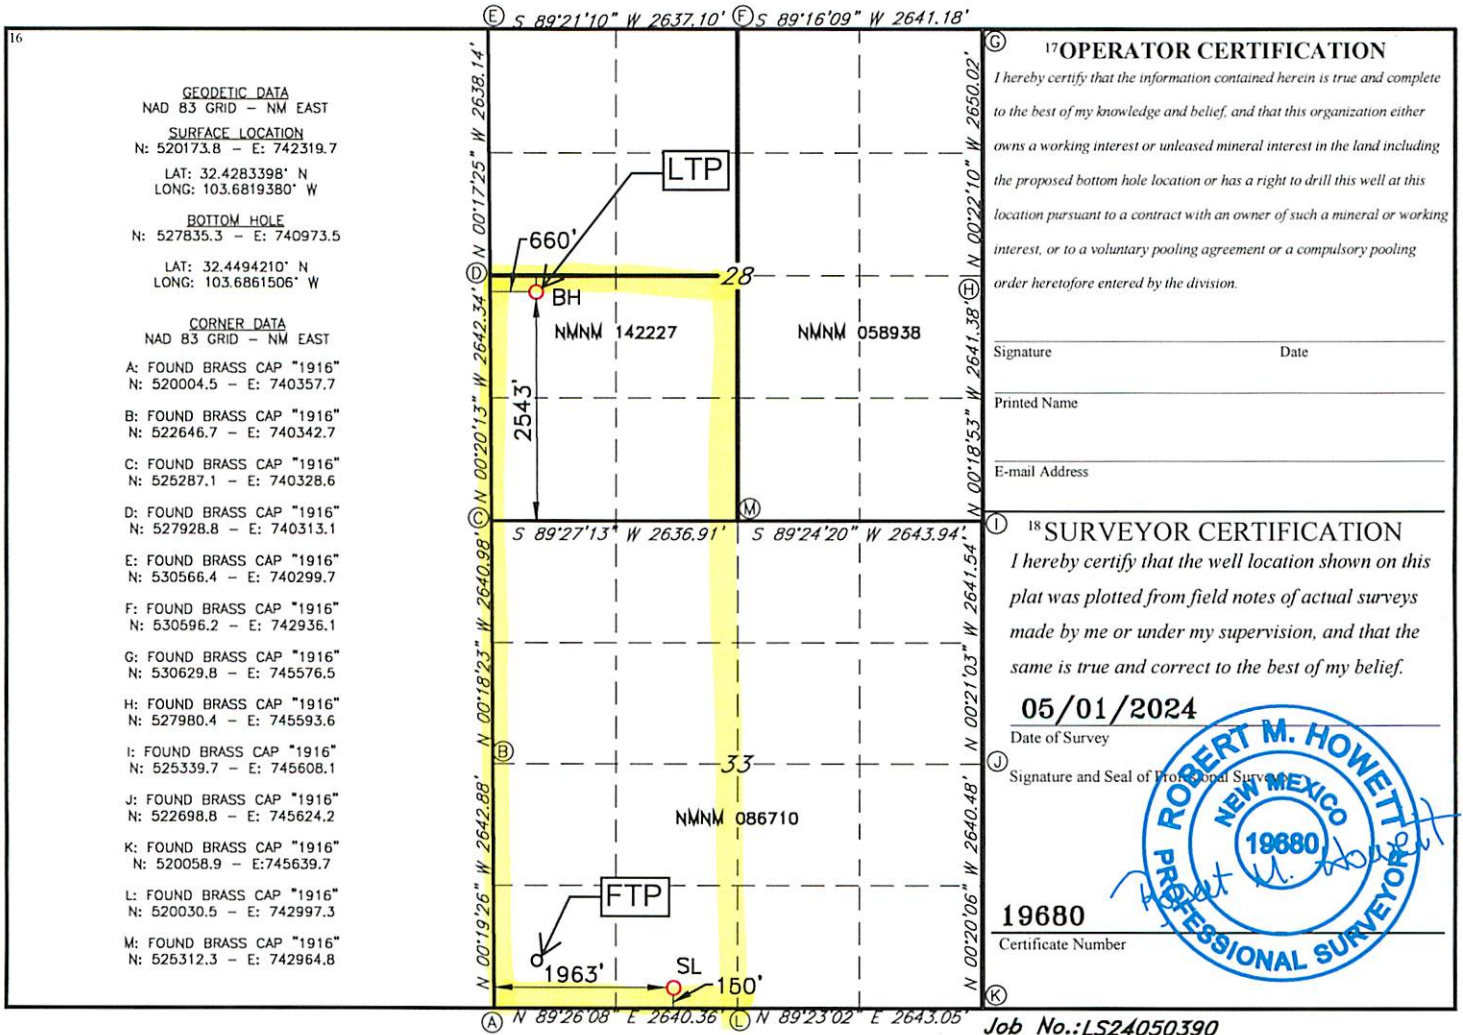 16
GEODETIC DATA
NAD 83 GRID – NM EAST
SURFACE LOCATION
N: 520173.8 – E: 742319.7
LAT: 32.4283398° N
LONG: 103.6819380° W
BOTTOM HOLE
N: 527835.3 – E: 740973.5
LAT: 32.4494210° N
LONG: 103.6861506° W
CORNER DATA
NAD 83 GRID – NM EAST
A: FOUND BRASS CAP "1916"
N: 520004.5 – E: 740357.7
B: FOUND BRASS CAP "1916"
N: 522646.7 – E: 740342.7
C: FOUND BRASS CAP "1916"
N: 525287.1 – E: 740328.6
D: FOUND BRASS CAP "1916"
N: 527928.8 – E: 740313.1
E: FOUND BRASS CAP "1916"
N: 530566.4 – E: 740299.7
F: FOUND BRASS CAP "1916"
N: 530596.2 – E: 742936.1
G: FOUND BRASS CAP "1916"
N: 530629.8 – E: 745576.5
H: FOUND BRASS CAP "1916"
N: 527980.4 – E: 745593.6
I: FOUND BRASS CAP "1916"
N: 525339.7 – E: 745608.1
J: FOUND BRASS CAP "1916"
N: 522698.8 – E: 745624.2
K: FOUND BRASS CAP "1916"
N: 520058.9 – E:745639.7
L: FOUND BRASS CAP "1916"
N: 520030.5 – E: 742997.3
M: FOUND BRASS CAP "1916"
N: 525312.3 – E: 742964.8
E
S 89°21'10" W 2637.10'
F
S 89°16'09" W 2641.18'
G
N 00°17'25" W 2638.14'
N 00°22'10" W 2650.02'
LTP
660'
D
28
H
BH
NMNM 142227
NMNM 058938
N 00°20'13" W 2642.34'
2543'
N 00°18'53" W 2641.38'
C
M
I
S 89°27'13" W 2636.91'
S 89°24'20" W 2643.94'
N 00°18'23" W 2640.98'
N 00°21'03" W 2641.54'
B
33
J
NMNM 086710
N 00°19'26" W 2642.88'
N 00°20'06" W 2640.48'
FTP
1963'
SL
150'
K
A
N 89°26'08" E 2640.36'
L
N 89°23'02" E 2643.05'
17 OPERATOR CERTIFICATION
I hereby certify that the information contained herein is true and complete
to the best of my knowledge and belief, and that this organization either
owns a working interest or unleased mineral interest in the land including
the proposed bottom hole location or has a right to drill this well at this
location pursuant to a contract with an owner of such a mineral or working
interest, or to a voluntary pooling agreement or a compulsory pooling
order heretofore entered by the division.
Signature Date
Printed Name
E-mail Address
18 SURVEYOR CERTIFICATION
I hereby certify that the well location shown on this
plat was plotted from field notes of actual surveys
made by me or under my supervision, and that the
same is true and correct to the best of my belief.
05/01/2024
Date of Survey
Signature and Seal of Professional Surveyor
ROBERT M. HOWETT
NEW MEXICO
19680
PROFESSIONAL SURVEYOR
Robert M. Howett
19680
Certificate Number
Job No.:LS24050390